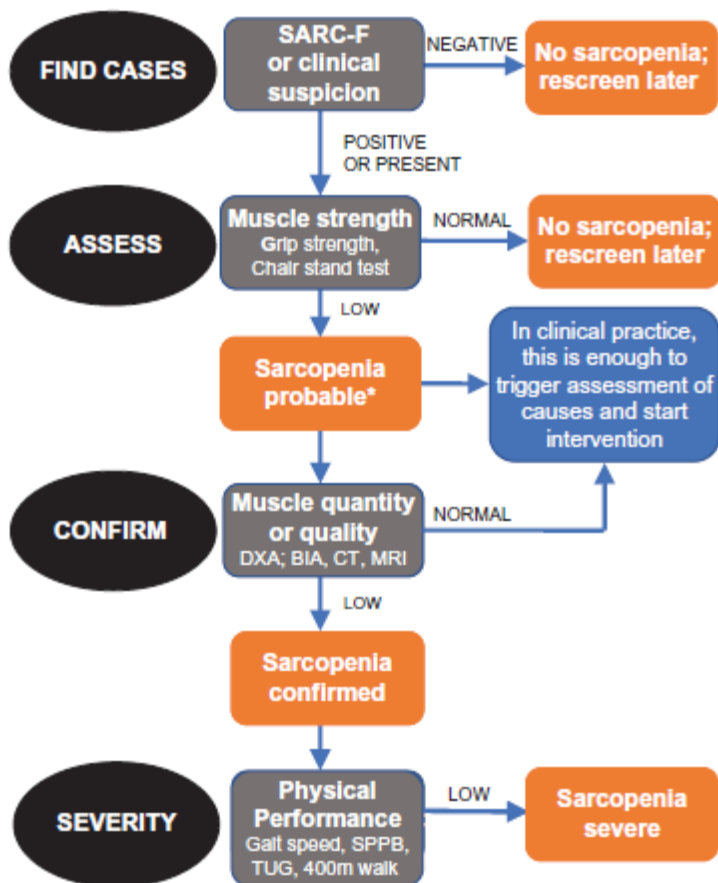 FIND CASES
SARC-F
or clinical
suspicion
NEGATIVE
No sarcopenia;
rescreen later
POSITIVE
OR PRESENT
ASSESS
Muscle strength
Grip strength,
Chair stand test
NORMAL
No sarcopenia;
rescreen later
LOW
Sarcopenia
probable*
In clinical practice,
this is enough to
trigger assessment of
causes and start
intervention
CONFIRM
Muscle quantity
or quality
DXA; BIA, CT, MRI
NORMAL
LOW
Sarcopenia
confirmed
SEVERITY
Physical
Performance
Gait speed, SPPB,
TUG, 400m walk
LOW
Sarcopenia
severe